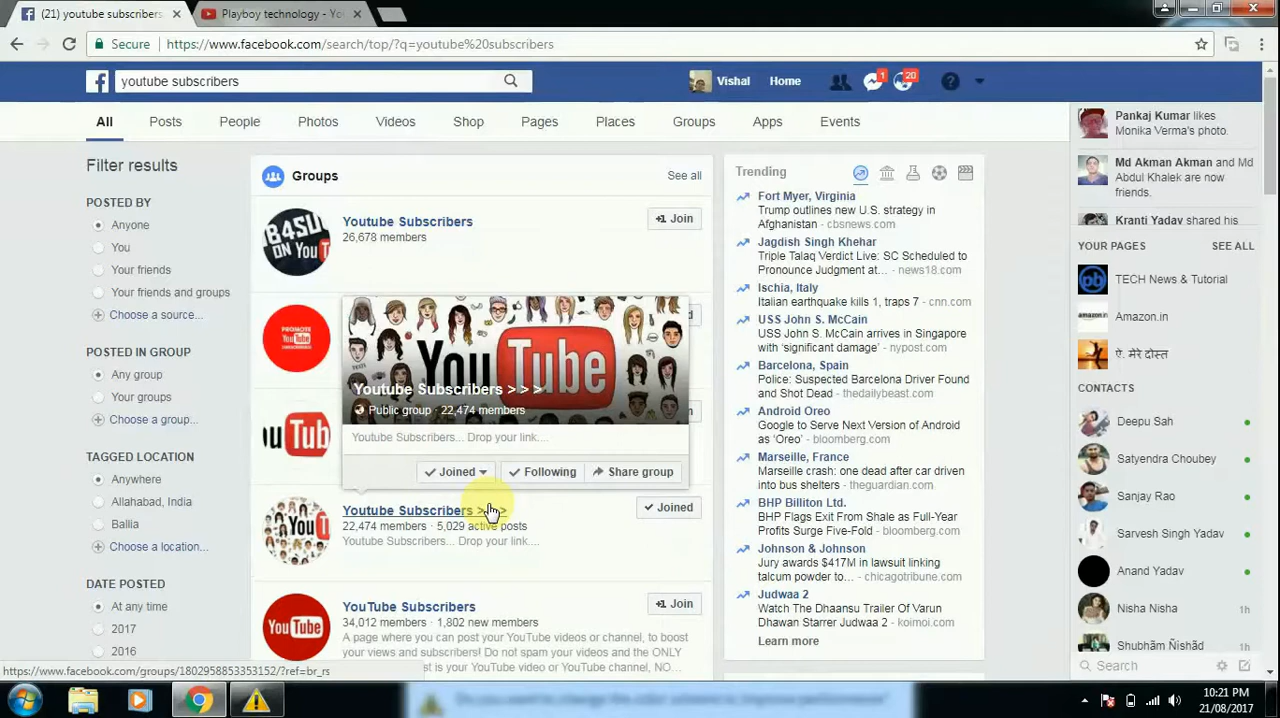 (21) youtube subscribers
Playboy technology - Yo
Secure
https://www.facebook.com/search/top/?q=youtube%20subscribers
youtube subscribers
Vishal
Home
1
20
All
Posts
People
Photos
Videos
Shop
Pages
Places
Groups
Apps
Events
Filter results
POSTED BY
Anyone
You
Your friends
Your friends and groups
Choose a source...
POSTED IN GROUP
Any group
Your groups
Choose a group...
TAGGED LOCATION
Anywhere
Allahabad, India
Ballia
Choose a location...
DATE POSTED
At any time
2017
2016
Groups
See all
B4SU
ON YouT
Youtube Subscribers
26,678 members
+1 Join
PROMOTE
YouTube
You Tube
Youtube Subscribers > > >
Public group · 22,474 members
Youtube Subscribers... Drop your link....
Joined
Following
Share group
Youtube Subscribers >
22,474 members · 5,029 active posts
Youtube Subscribers... Drop your link....
Joined
YouTube
YouTube Subscribers
34,012 members · 1,802 new members
A page where you can post your YouTube videos or channel, to boost
your views and subscribers! Do not spam your videos and the ONLY
+1 Join
Trending
Fort Myer, Virginia
Trump outlines new U.S. strategy in
Afghanistan - cbsnews.com
Jagdish Singh Khehar
Triple Talaq Verdict Live: SC Scheduled to
Pronounce Judgment at... - news18.com
Ischia, Italy
Italian earthquake kills 1, traps 7 - cnn.com
USS John S. McCain
USS John S. McCain arrives in Singapore
with ‘significant damage’ - nypost.com
Barcelona, Spain
Police: Suspected Barcelona Driver Found
and Shot Dead - thedailybeast.com
Android Oreo
Google to Serve Next Version of Android
as ‘Oreo’ - bloomberg.com
Marseille, France
Marseille crash: one dead after car driven
into bus shelters - theguardian.com
BHP Billiton Ltd.
BHP Flags Exit From Shale as Full-Year
Profits Surge Five-Fold - bloomberg.com
Johnson & Johnson
Jury awards $417M in lawsuit linking
talcum powder to... - chicagotribune.com
Judwaa 2
Watch The Dhaansu Trailer Of Varun
Dhawan Starrer Judwaa 2 - koimoi.com
Learn more
Pankaj Kumar likes
Monika Verma's photo.
Md Akman Akman and Md
Abdul Khalek are now
friends.
Kranti Yadav shared his
YOUR PAGES
SEE ALL
TECH News & Tutorial
Amazon.in
ऐ. मेरे दोस्त
CONTACTS
Deepu Sah
Satyendra Choubey
Sanjay Rao
Sarvesh Singh Yadav
Anand Yadav
Nisha Nisha
1h
Shubhãm Ñishãd
1h
Search
https://www.facebook.com/groups/1802958853353152/?ref=br_rs
10:21 PM
21/08/2017